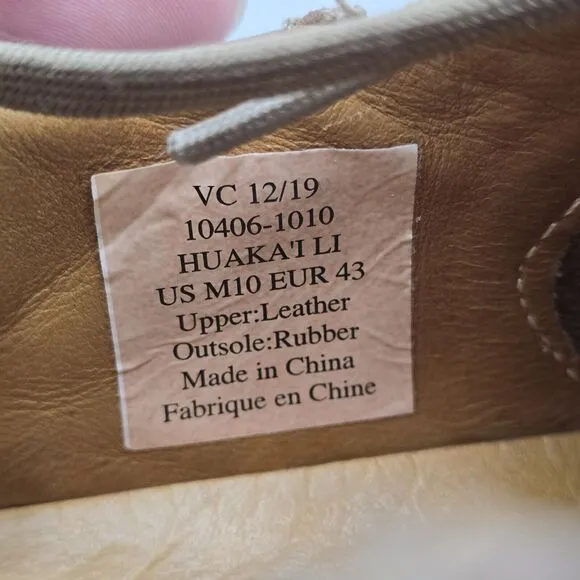 VC 12/19
10406-1010
HUAKA'I LI
US M10 EUR 43
Upper:Leather
Outsole:Rubber
Made in China
Fabrique en Chine